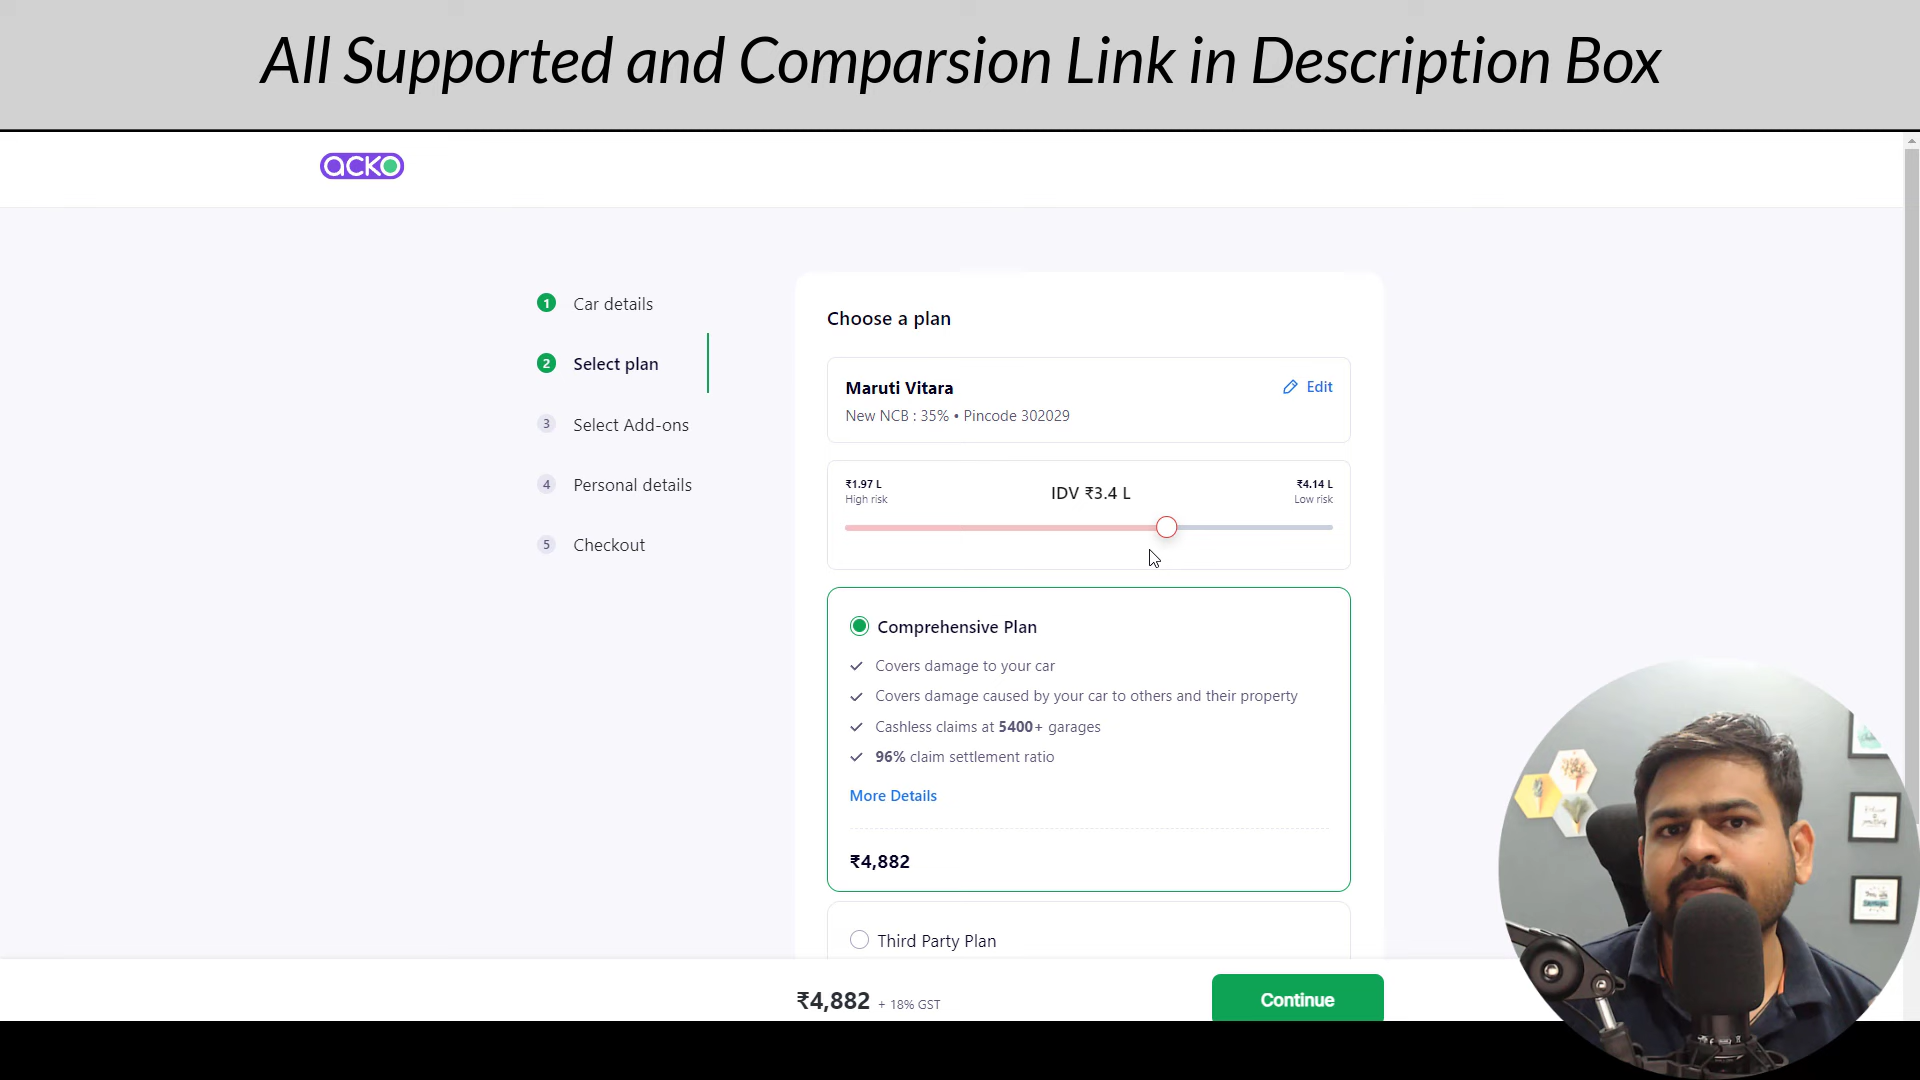 All Supported and Comparsion Link in Description Box
acko
1 Car details
2 Select plan
3 Select Add-ons
4 Personal details
5 Checkout
Choose a plan
Maruti Vitara
Edit
New NCB : 35% • Pincode 302029
₹1.97 L
High risk
IDV ₹3.4 L
₹4.14 L
Low risk
Comprehensive Plan
Covers damage to your car
Covers damage caused by your car to others and their property
Cashless claims at 5400+ garages
96% claim settlement ratio
More Details
₹4,882
Third Party Plan
₹4,882 + 18% GST
Continue